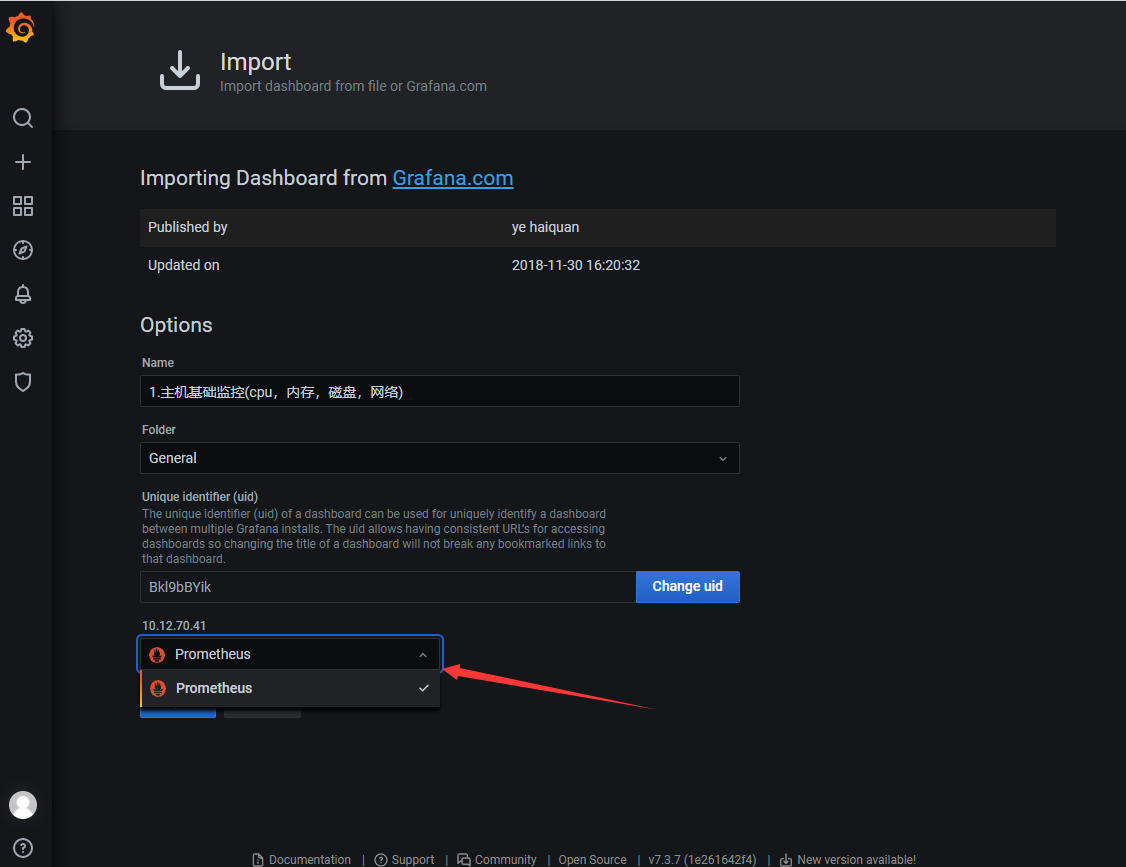 Import
Import dashboard from file or Grafana.com
Importing Dashboard from Grafana.com
Published by ye haiquan
Updated on 2018-11-30 16:20:32
Options
Name
1.主机基础监控(cpu，内存，磁盘，网络)
Folder
General
Unique identifier (uid)
The unique identifier (uid) of a dashboard can be used for uniquely identify a dashboard
between multiple Grafana installs. The uid allows having consistent URL's for accessing
dashboards so changing the title of a dashboard will not break any bookmarked links to
that dashboard.
Bkl9bBYik Change uid
10.12.70.41
Prometheus
Prometheus
Documentation | Support | Community | Open Source | v7.3.7 (1e261642f4) | New version available!